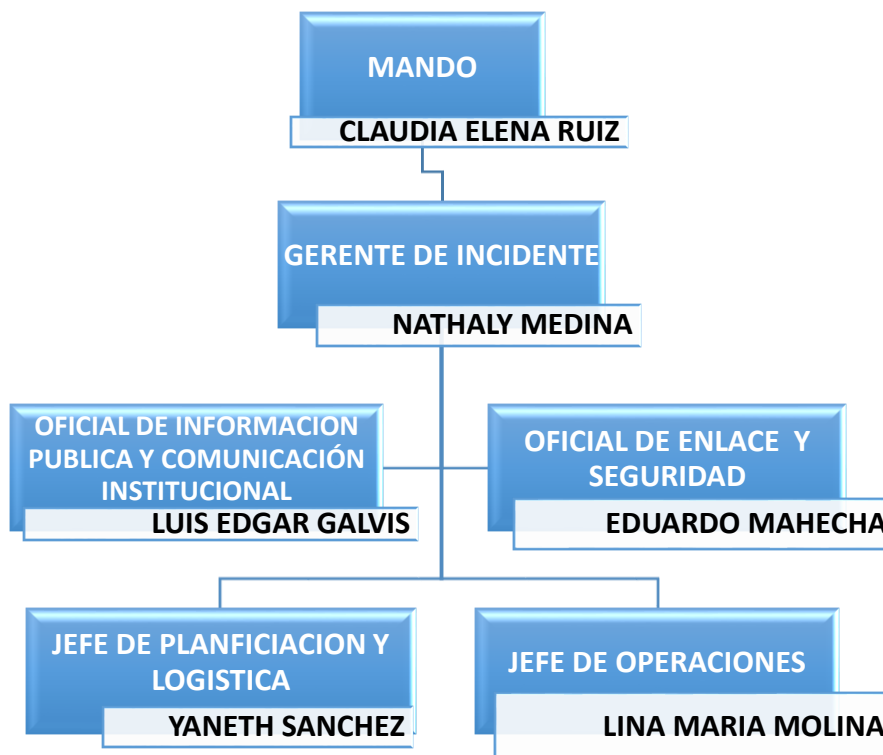 MANDO
CLAUDIA ELENA RUIZ
GERENTE DE INCIDENTE
NATHALY MEDINA
OFICIAL DE INFORMACION
PUBLICA Y COMUNICACIÓN
INSTITUCIONAL
LUIS EDGAR GALVIS
OFICIAL DE ENLACE Y
SEGURIDAD
EDUARDO MAHECHA
JEFE DE PLANFICIACION Y
LOGISTICA
YANETH SANCHEZ
JEFE DE OPERACIONES
LINA MARIA MOLINA